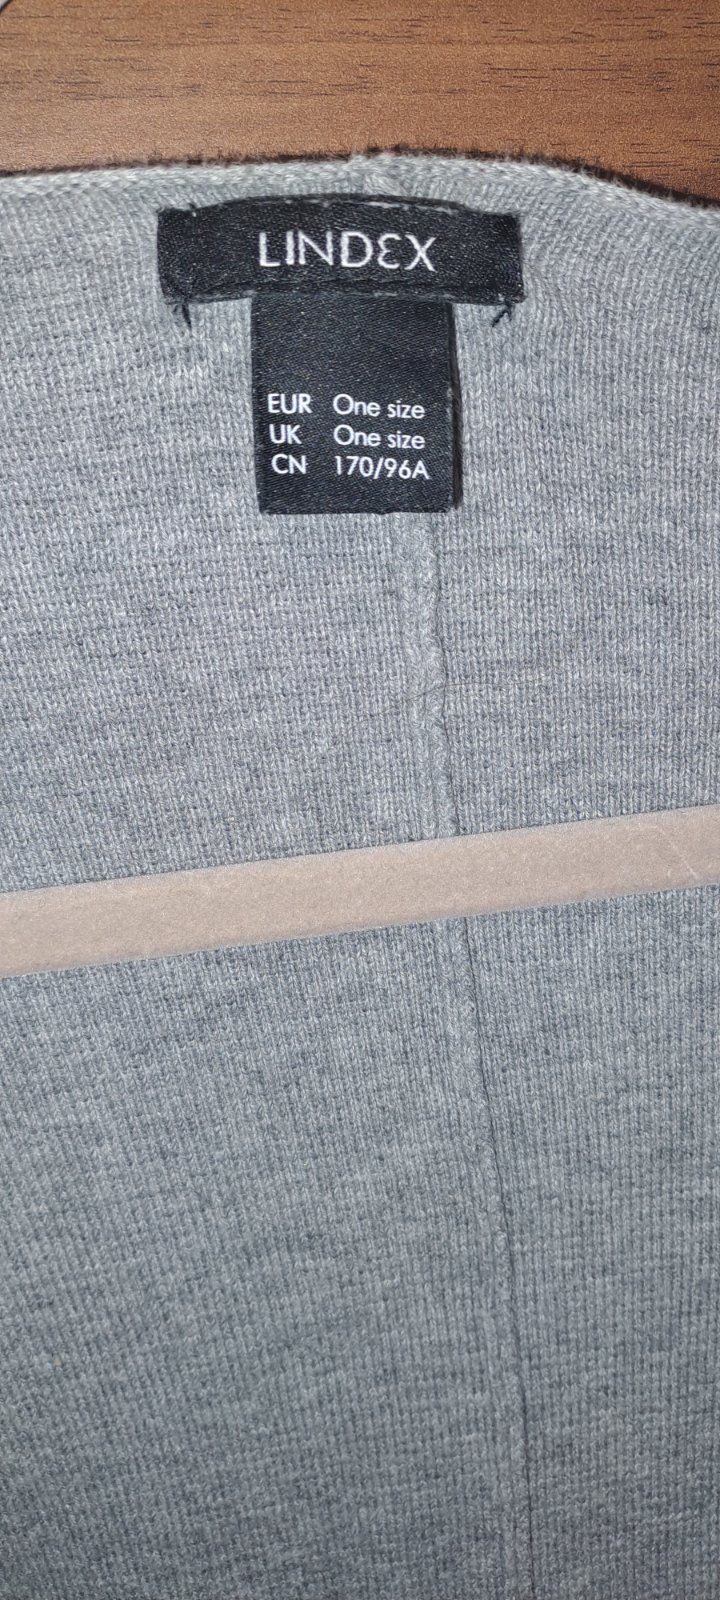 LINDEX
EUR One size
UK One size
CN 170/96A